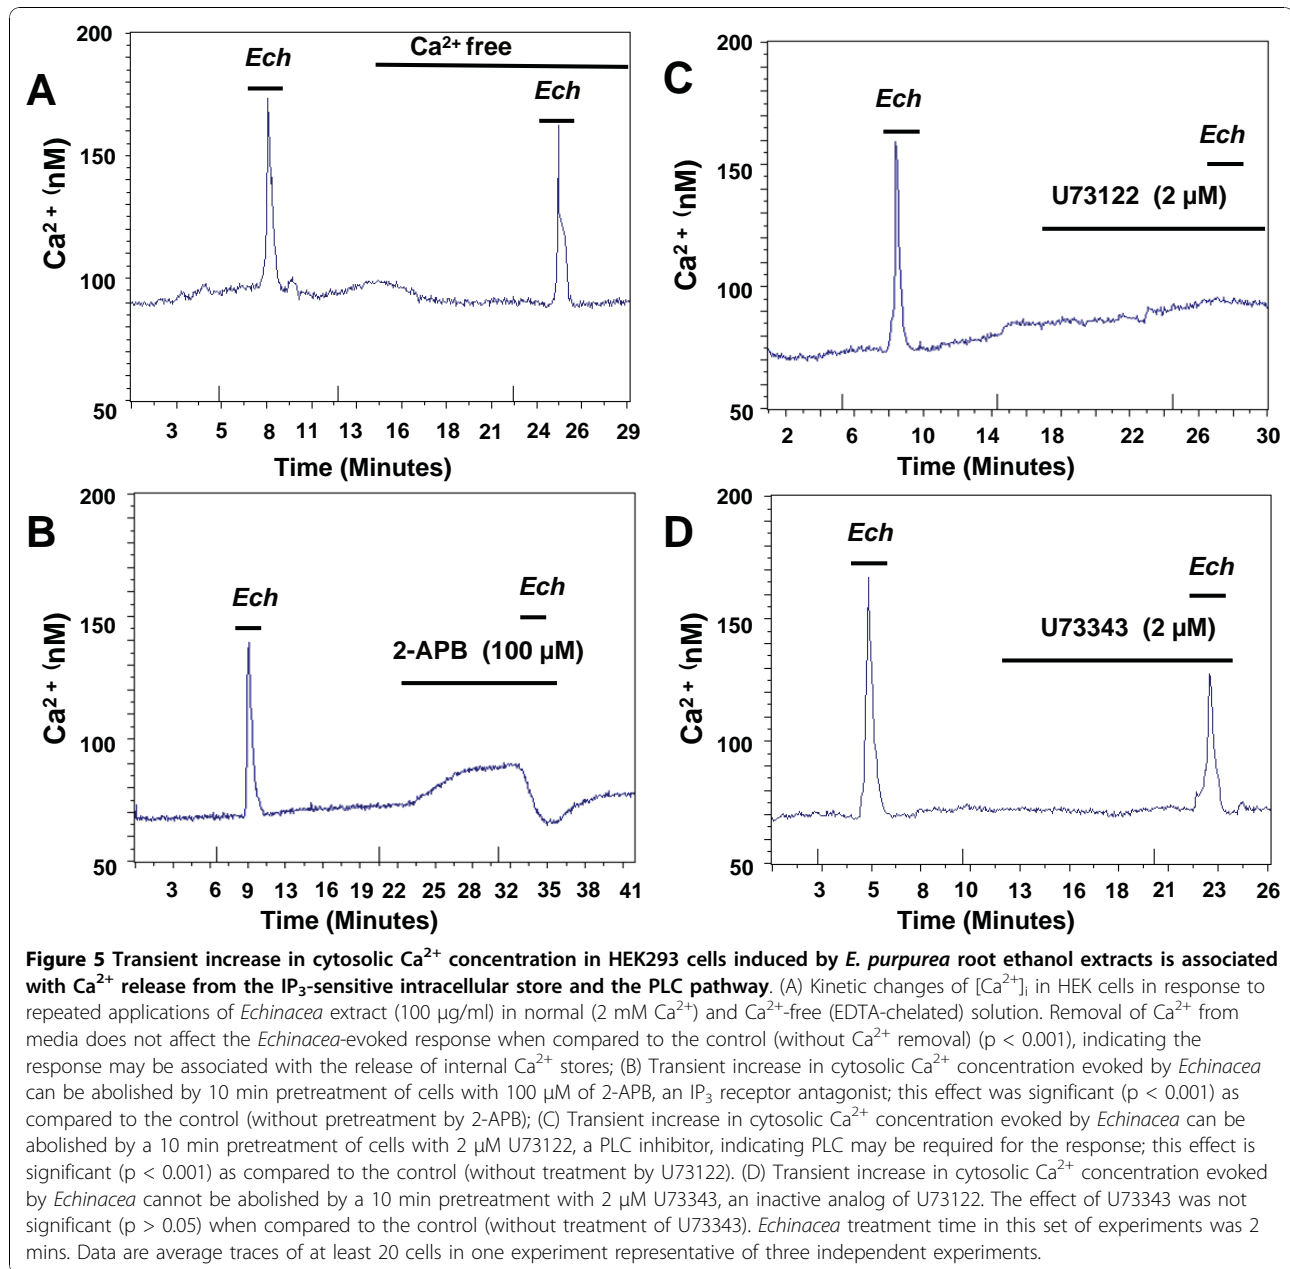 A
200
150
100
50
Ca²⁺ (nM)
Ech
Ca²⁺ free
Ech
3 5 8 11 13 16 18 21 24 26 29
Time (Minutes)
C
200
150
100
50
Ca²⁺ (nM)
Ech
Ech
U73122 (2 µM)
2 6 10 14 18 22 26 30
Time (Minutes)
B
200
150
100
50
Ca²⁺ (nM)
Ech
Ech
2-APB (100 µM)
3 6 9 13 16 19 22 25 28 32 35 38 41
Time (Minutes)
D
200
150
100
50
Ca²⁺ (nM)
Ech
Ech
U73343 (2 µM)
3 5 8 10 13 16 18 21 23 26
Time (Minutes)
Figure 5 Transient increase in cytosolic Ca²⁺ concentration in HEK293 cells induced by E. purpurea root ethanol extracts is associated
with Ca²⁺ release from the IP₃-sensitive intracellular store and the PLC pathway. (A) Kinetic changes of [Ca²⁺]ᵢ in HEK cells in response to
repeated applications of Echinacea extract (100 µg/ml) in normal (2 mM Ca²⁺) and Ca²⁺-free (EDTA-chelated) solution. Removal of Ca²⁺ from
media does not affect the Echinacea-evoked response when compared to the control (without Ca²⁺ removal) (p < 0.001), indicating the
response may be associated with the release of internal Ca²⁺ stores; (B) Transient increase in cytosolic Ca²⁺ concentration evoked by Echinacea
can be abolished by 10 min pretreatment of cells with 100 µM of 2-APB, an IP₃ receptor antagonist; this effect was significant (p < 0.001) as
compared to the control (without pretreatment by 2-APB); (C) Transient increase in cytosolic Ca²⁺ concentration evoked by Echinacea can be
abolished by a 10 min pretreatment of cells with 2 µM U73122, a PLC inhibitor, indicating PLC may be required for the response; this effect is
significant (p < 0.001) as compared to the control (without treatment by U73122). (D) Transient increase in cytosolic Ca²⁺ concentration evoked
by Echinacea cannot be abolished by a 10 min pretreatment with 2 µM U73343, an inactive analog of U73122. The effect of U73343 was not
significant (p > 0.05) when compared to the control (without treatment of U73343). Echinacea treatment time in this set of experiments was 2
mins. Data are average traces of at least 20 cells in one experiment representative of three independent experiments.